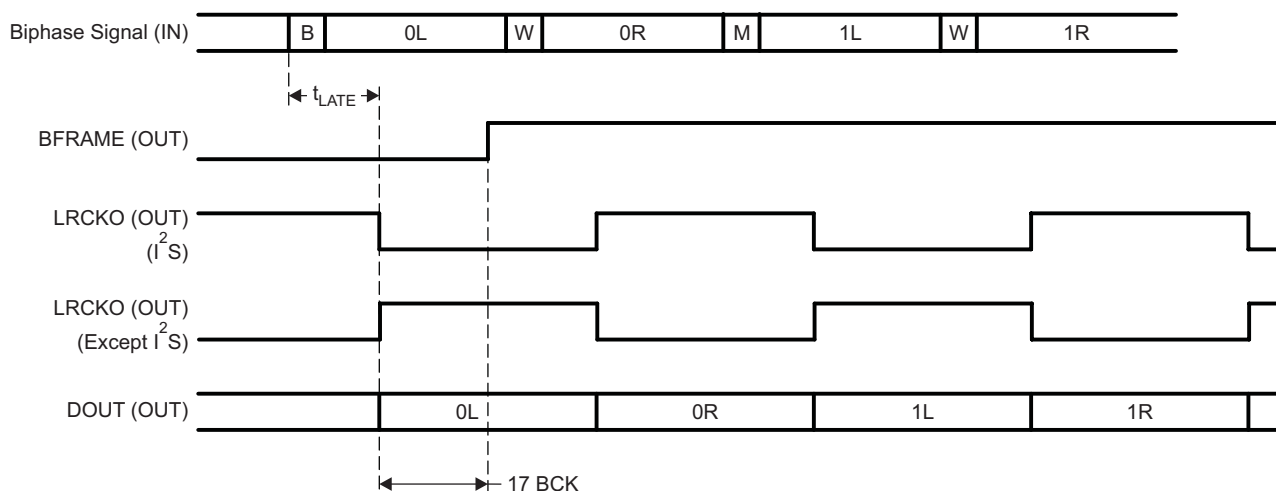 Biphase Signal (IN) B 0L W 0R M 1L W 1R
tLATE
BFRAME (OUT)
LRCKO (OUT)
(I2S)
LRCKO (OUT)
(Except I2S)
DOUT (OUT) 0L 0R 1L 1R
17 BCK